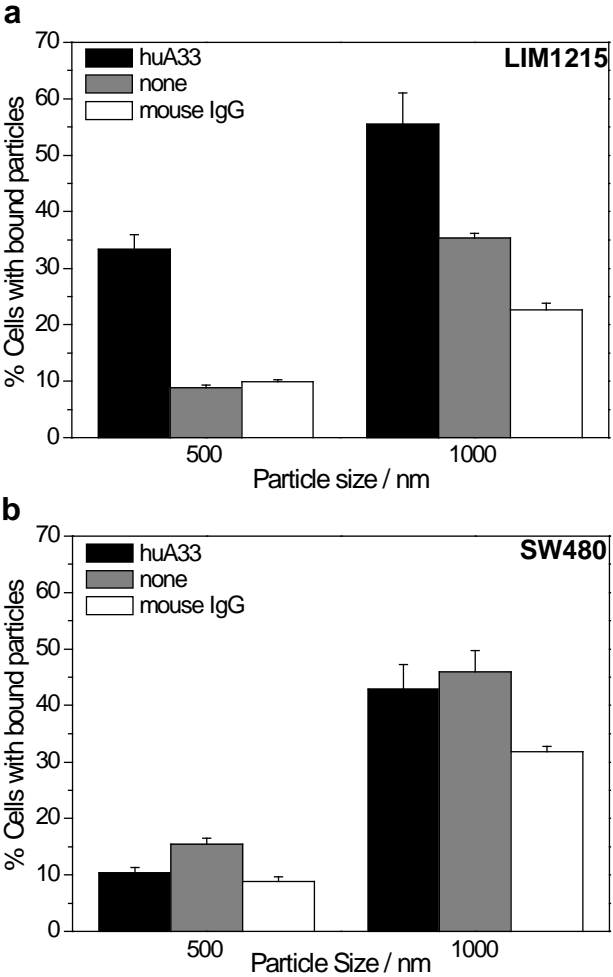 a
% Cells with bound particles
70
60
50
40
30
20
10
0
huA33
none
mouse IgG
LIM1215
500
1000
Particle size / nm
b
% Cells with bound particles
70
60
50
40
30
20
10
0
huA33
none
mouse IgG
SW480
500
1000
Particle Size / nm